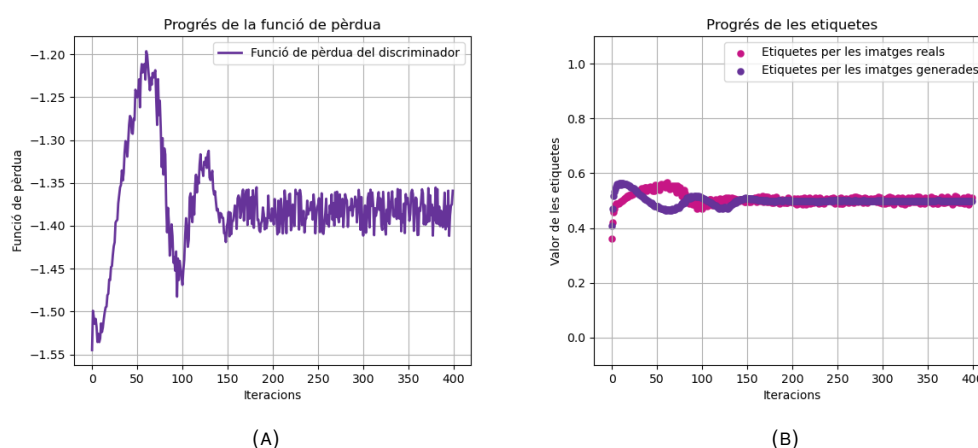 Progrés de la funció de pèrdua
Funció de pèrdua del discriminador
Funció de pèrdua
−1.20
−1.25
−1.30
−1.35
−1.40
−1.45
−1.50
−1.55
0 50 100 150 200 250 300 350 400
Iteracions
(A)
Progrés de les etiquetes
Etiquetes per les imatges reals
Etiquetes per les imatges generades
Valor de les etiquetes
1.0
0.8
0.6
0.4
0.2
0.0
0 50 100 150 200 250 300 350 400
Iteracions
(B)